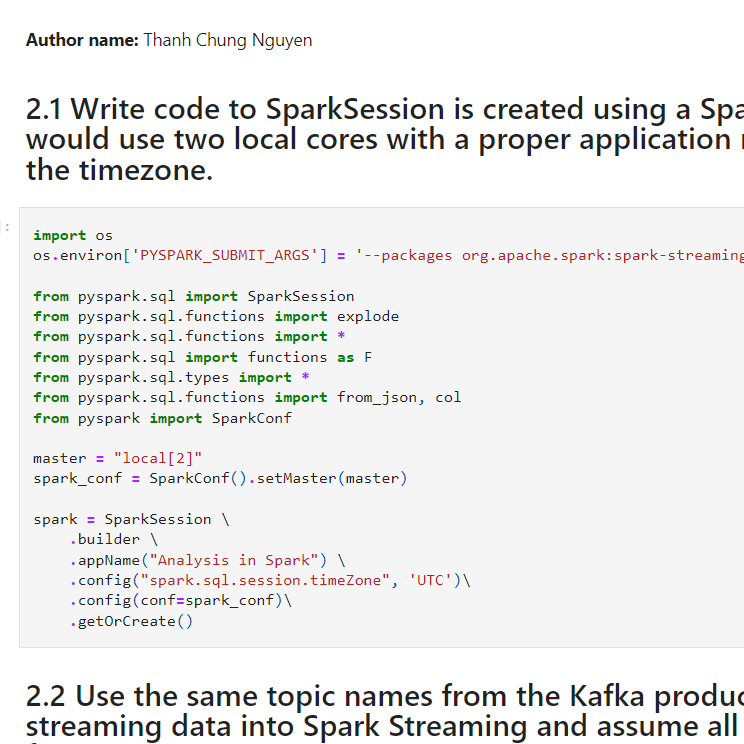 Author name: Thanh Chung Nguyen
2.1 Write code to SparkSession is created using a Spa
would use two local cores with a proper application
the timezone.
:
import os
os.environ['PYSPARK_SUBMIT_ARGS'] = '--packages org.apache.spark:spark-streaming
from pyspark.sql import SparkSession
from pyspark.sql.functions import explode
from pyspark.sql.functions import *
from pyspark.sql import functions as F
from pyspark.sql.types import *
from pyspark.sql.functions import from_json, col
from pyspark import SparkConf
master = "local[2]"
spark_conf = SparkConf().setMaster(master)
spark = SparkSession \
.builder \
.appName("Analysis in Spark") \
.config("spark.sql.session.timeZone", 'UTC')\
.config(conf=spark_conf)\
.getOrCreate()
2.2 Use the same topic names from the Kafka produc
streaming data into Spark Streaming and assume all